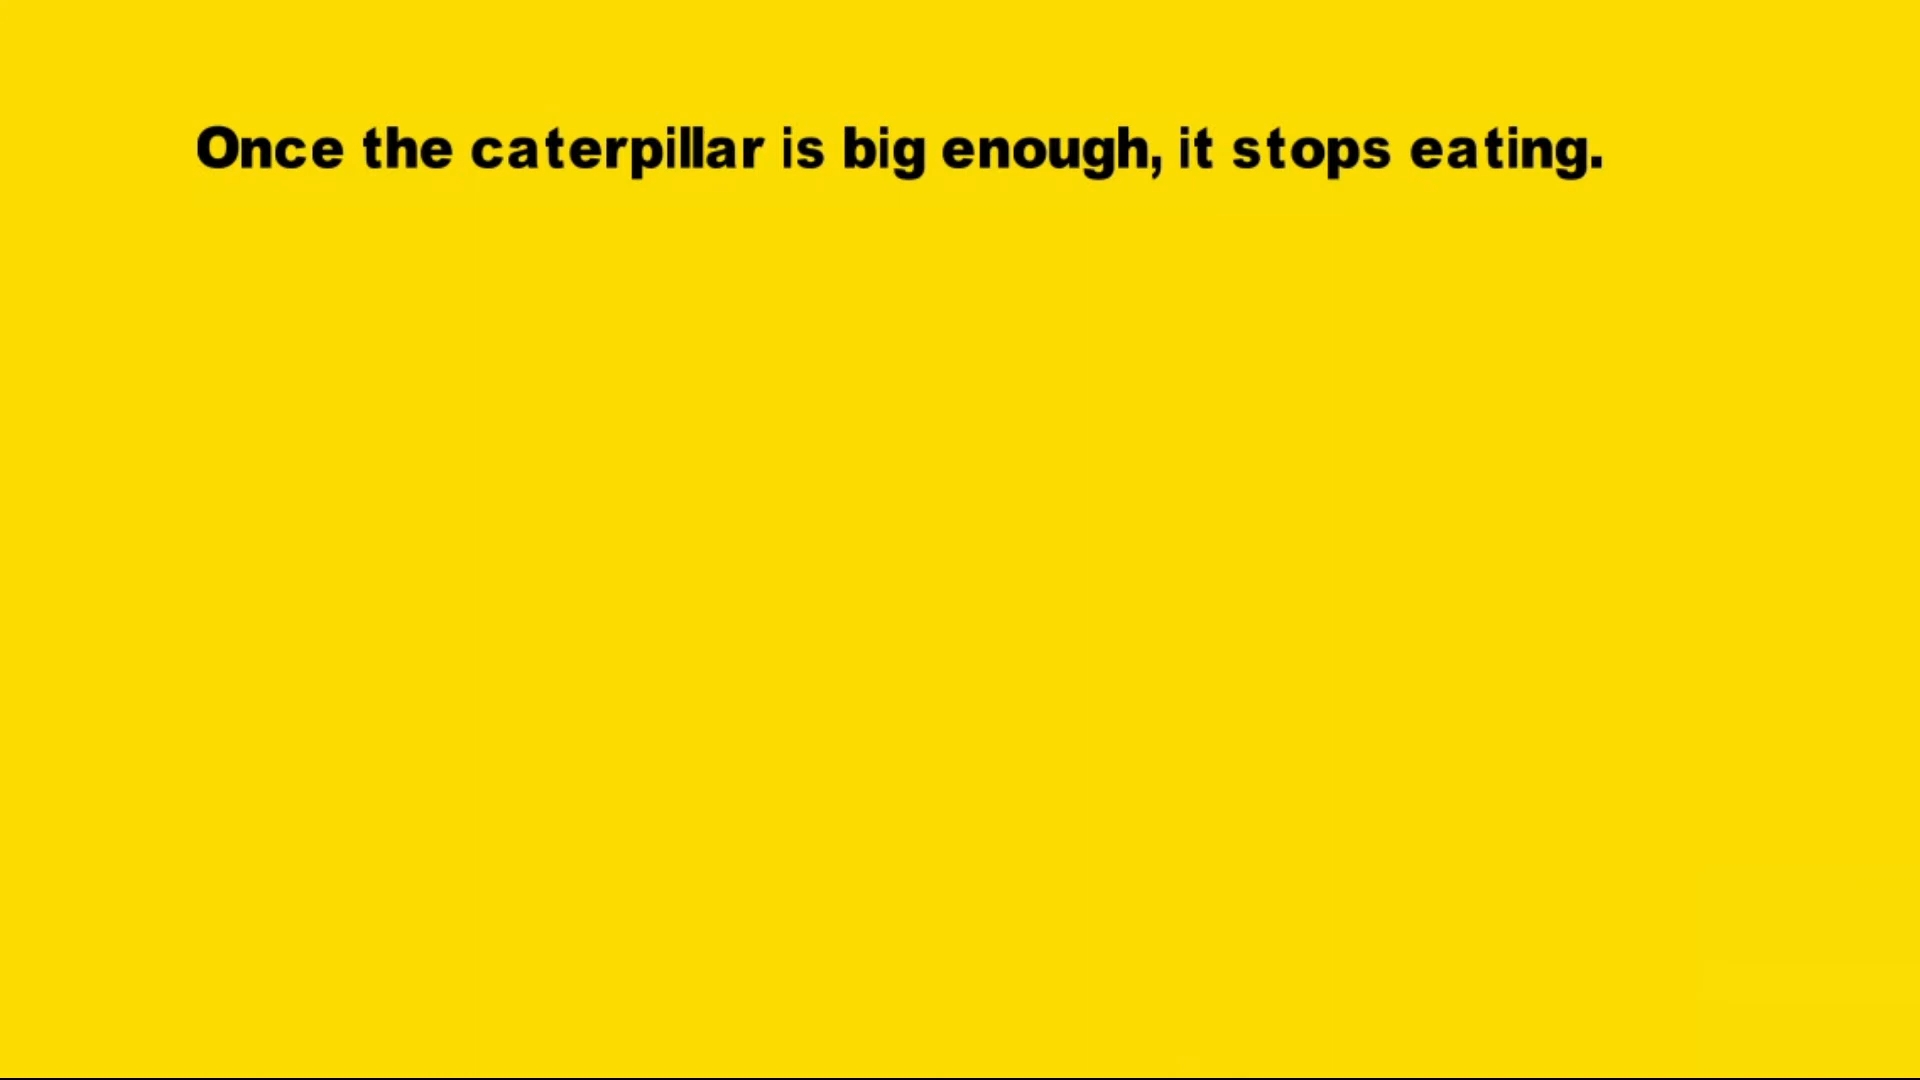 Once the caterpillar is big enough, it stops eating.